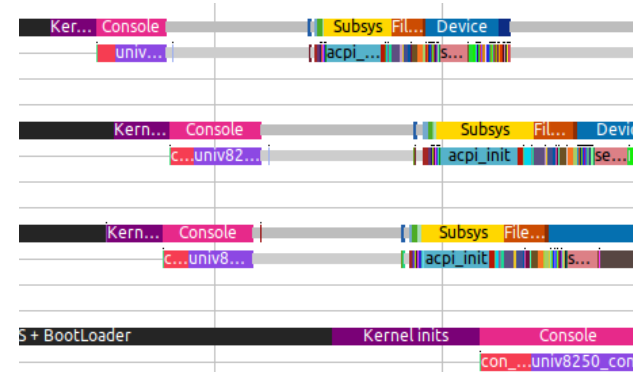 Ker... Console Subsys Fil... Device
univ... acpi_... s...
Kern... Console Subsys Fil... Devi
c...univ82... acpi_init se...
Kern... Console Subsys File...
c...univ8... acpi_init s...
S + BootLoader Kernel inits Console
con_...univ8250_con